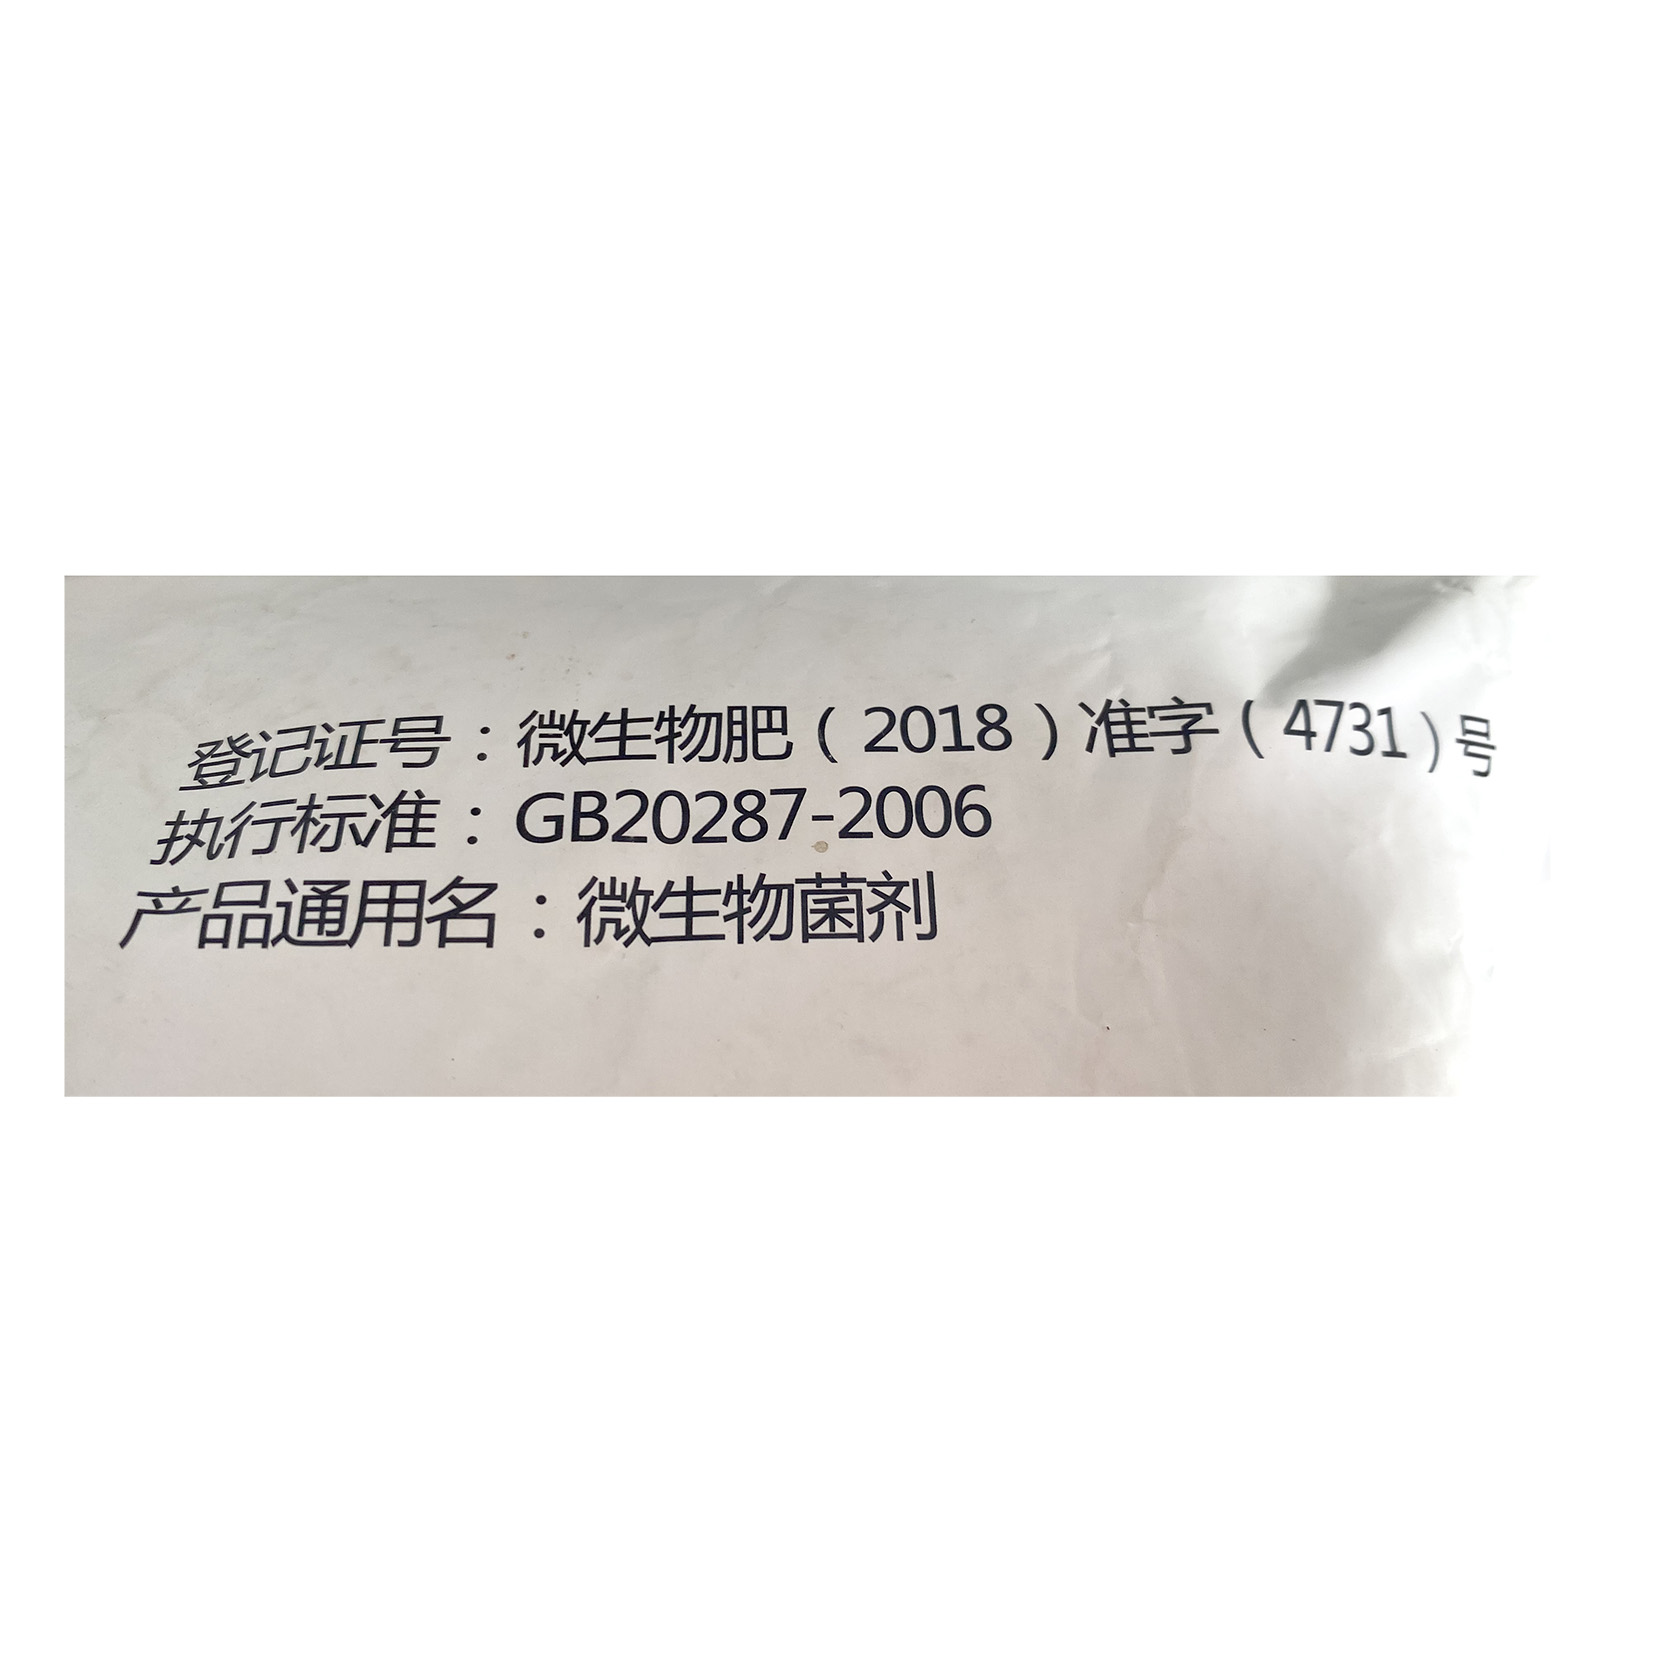 登记证号：微生物肥（2018）准字（4731）号
执行标准：GB20287-2006
产品通用名：微生物菌剂